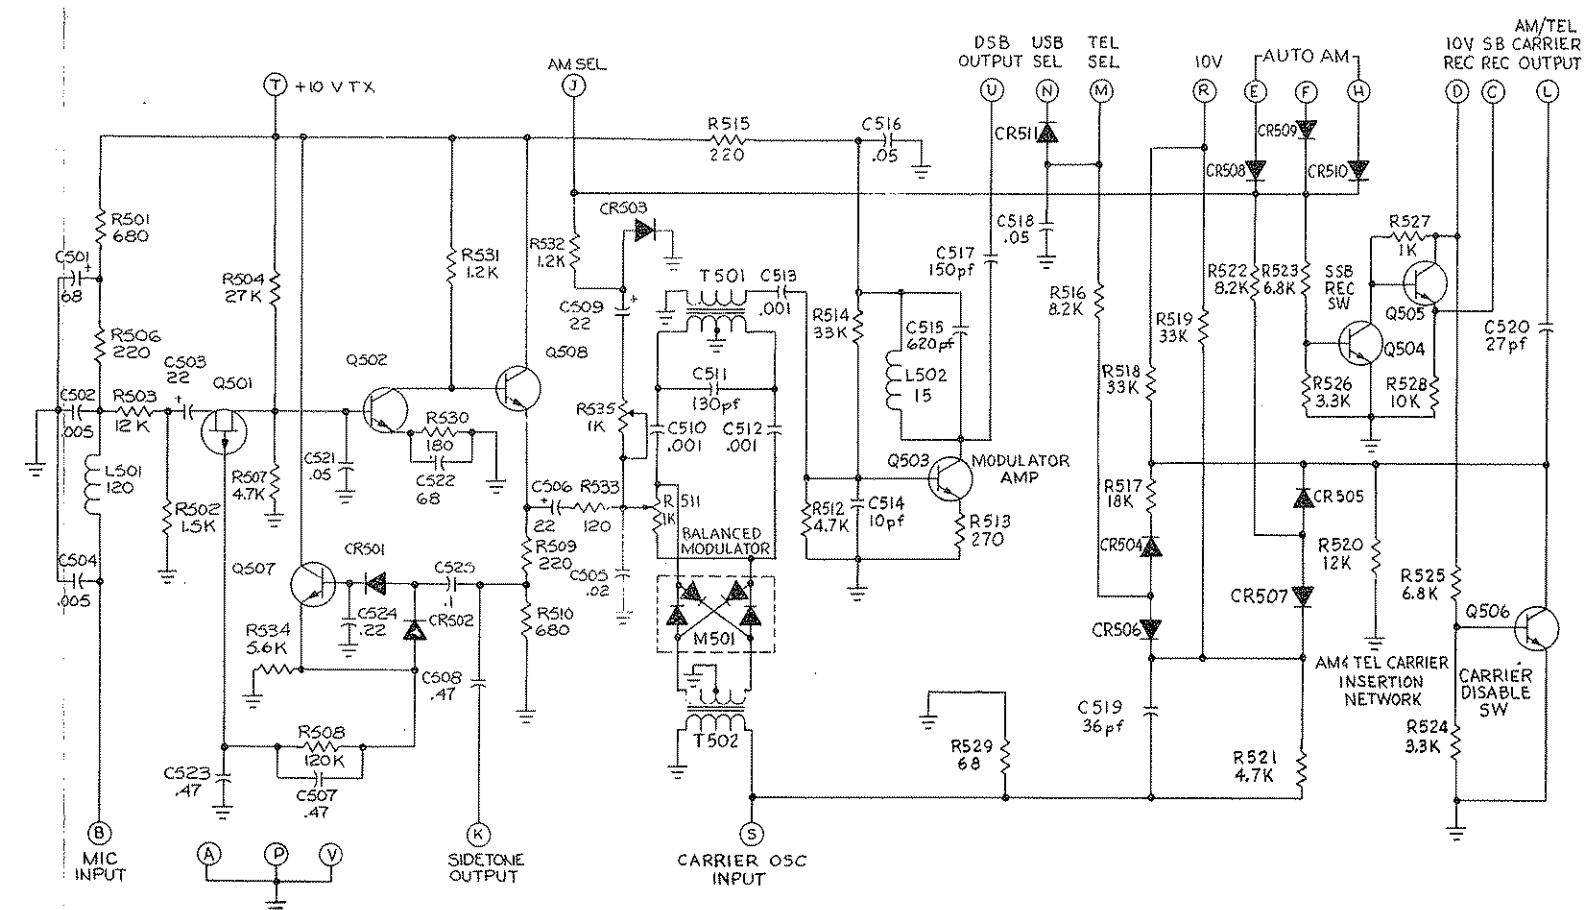 AM/TEL
DSB USB TEL
10V SB CARRIER
OUTPUT SEL SEL
10V
AUTO AM
REC REC OUTPUT
AM SEL
T
+10 V TX
J
U
N
M
R
E
F
H
D
C
L
R515
220
C516
.05
CR511
CR509
CR508
CR510
R501
680
C501
+
68
R504
27K
R531
1.2K
CR503
R532
1.2K
C518
.05
C517
150pf
R527
1K
T501
C513
.001
R522
8.2K
R523
6.8K
SSB
REC
SW
Q505
R516
8.2K
C509
+
22
R514
33K
C515
620pf
R519
33K
C520
27pf
R506
220
C503
22
+
Q501
Q502
Q508
Q504
L502
15
R518
33K
R526
3.3K
R528
10K
C511
130pf
C502
.005
R503
12K
R530
180
R535
1K
C510
.001
C512
.001
L501
120
R507
4.7K
C521
.05
C522
68
Q503
MODULATOR
AMP
R502
1.5K
C506
+
22
R533
120
R511
1K
R512
4.7K
C514
10pf
R513
270
R517
18K
CR505
BALANCED
MODULATOR
CR504
R520
12K
C504
.005
Q507
CR501
C525
.1
R509
220
C505
.02
R525
6.8K
CR507
C524
.22
CR502
R510
680
M501
CR506
Q506
R534
5.6K
C508
.47
AM & TEL CARRIER
INSERTION
NETWORK
CARRIER
DISABLE
SW
C519
36pf
R508
120K
T502
R529
68
R521
4.7K
R524
3.3K
C523
.47
C507
.47
B
MIC
INPUT
A
P
V
K
SIDETONE
OUTPUT
S
CARRIER OSC
INPUT